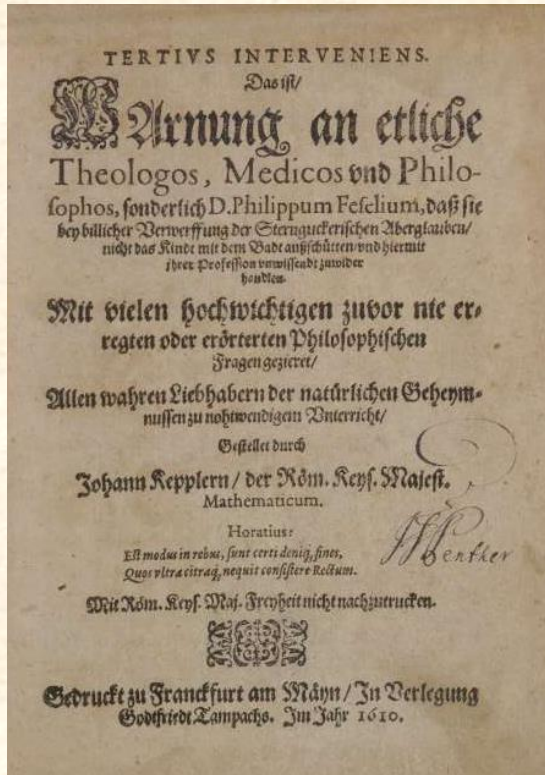 TERTIVS INTERVENIENS.
Das ist/
WArnung an etliche
Theologos, Medicos vnd Philo-
sophos, sonderlich D. Philippum Feselium, daß sie
bey billicher Verwerffung der Sternguckerischen Aberglauben/
nicht das Kindt mit dem Badt außschütten/vnd hiermit
jhrer Profession vnwissendt zuwider
handlen.
Mit vielen hochwichtigen zuvor nie er-
regten oder erörterten Philosophischen
Fragen gezieret/
Allen wahren Liebhabern der natürlichen Geheym-
nussen zu nohtwendigem Vnterricht/
Gestellet durch
Johann Kepplern/ der Röm. Keys. Majest.
Mathematicum.
Horatius:
Est modus in rebus, sunt certi deniq, fines,
Quos vltra citraq, nequit consistere Rectum.
Mit Röm. Keys. Maj. Freyheit nicht nachzutrucken.
Gedruckt zu Franckfurt am Mäyn/ In Verlegung
Godtfriedt Tampachs. Im Jahr 1610.